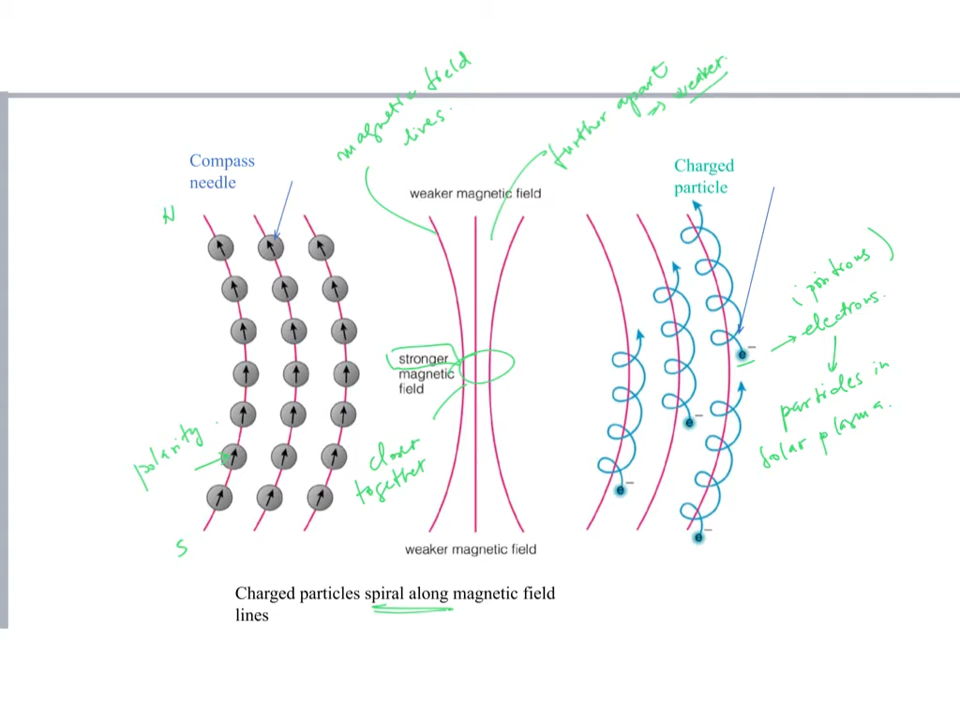 magnetic field
lines.
further apart
⇒ weaker.
Compass
needle
Charged
particle
weaker magnetic field
N
(pointrons)
→ electrons.
stronger
magnetic
field
particles in
solar plasma.
polarity
closer
together
e−
e−
e−
e−
S
weaker magnetic field
Charged particles spiral along magnetic field
lines